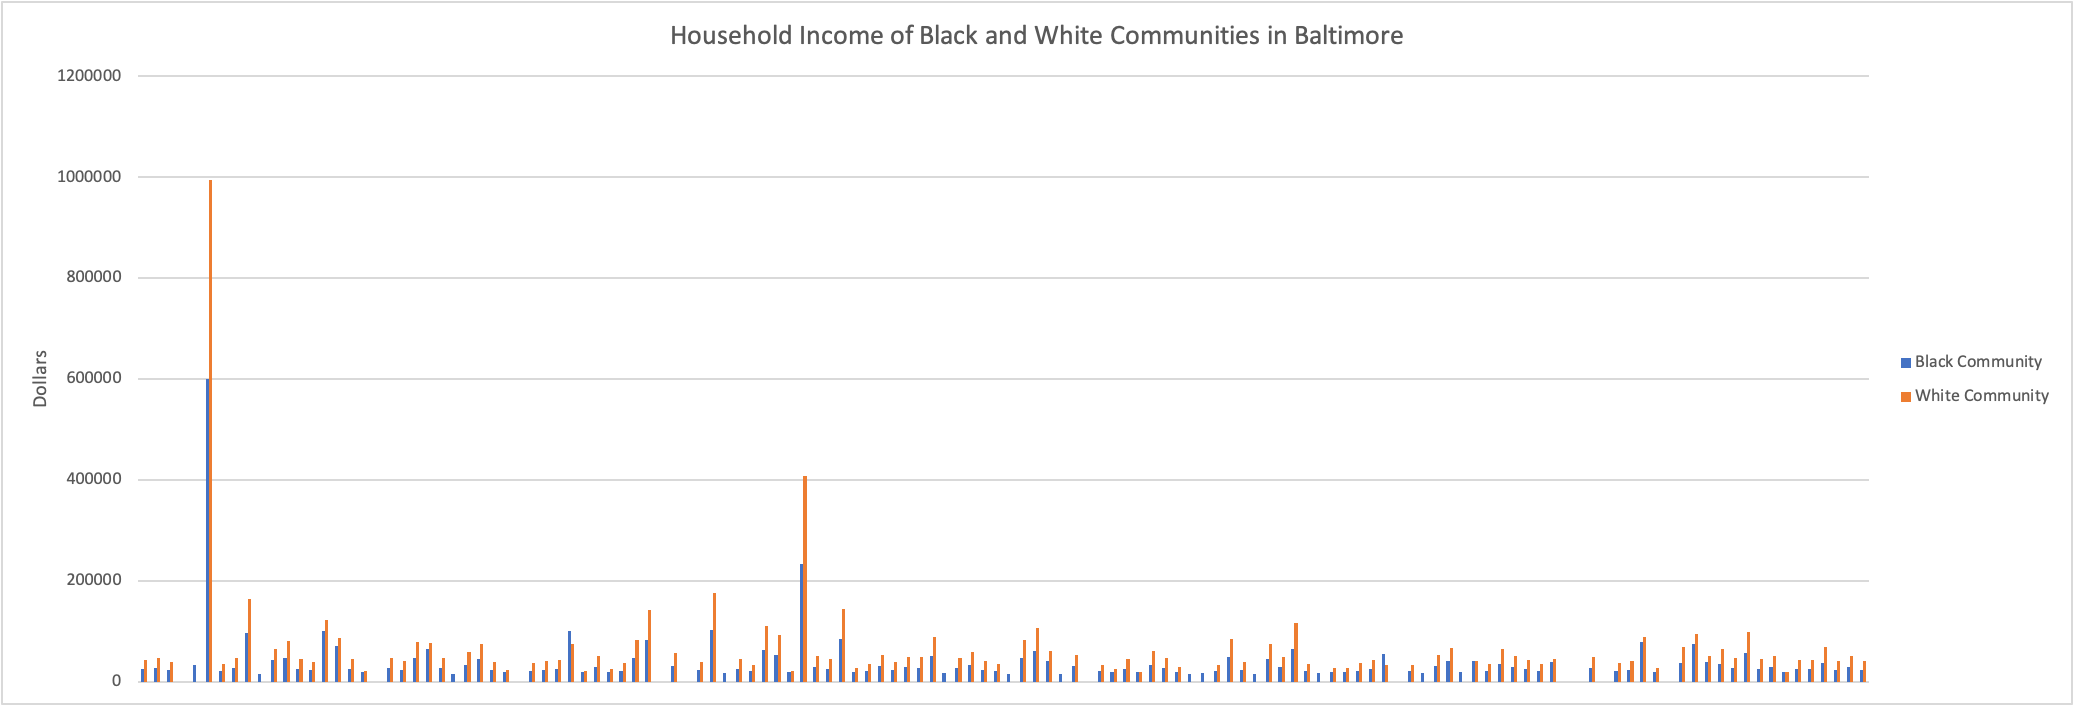 Household Income of Black and White Communities in Baltimore
1200000
1000000
800000
600000
400000
200000
0
Dollars
Black Community
White Community